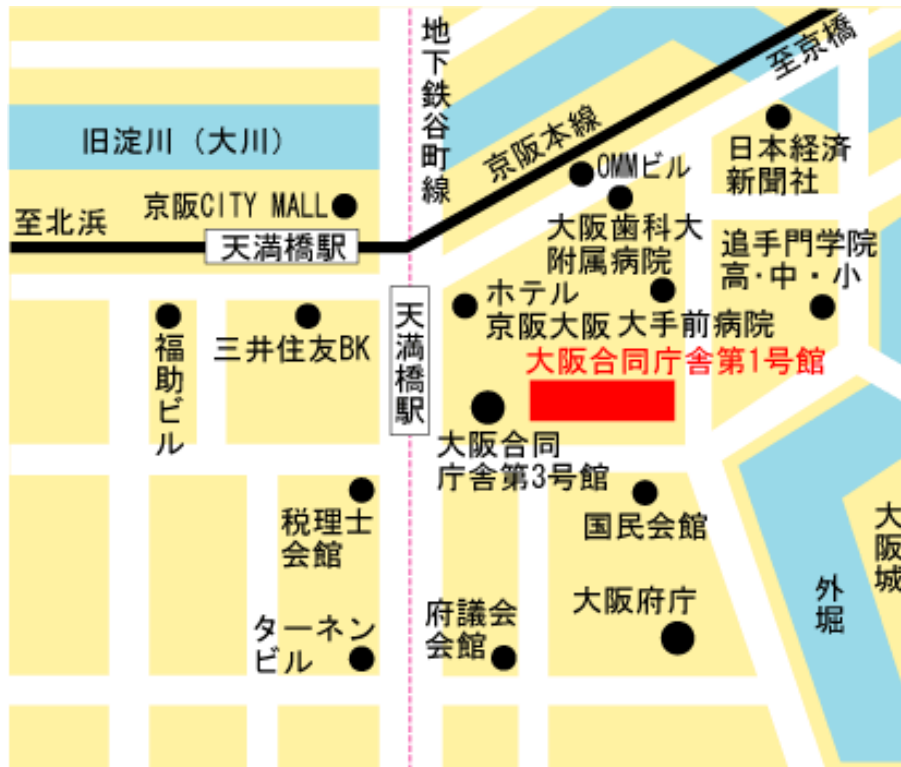 地下鉄谷町線
至京橋
京阪本線
旧淀川（大川）
OMMビル
日本経済
新聞社
京阪CITY MALL
至北浜
天満橋駅
大阪歯科大
附属病院
追手門学院
高・中・小
ホテル
京阪大阪
大手前病院
天満橋駅
福助ビル
三井住友BK
大阪合同庁舎第1号館
大阪合同
庁舎第3号館
税理士
会館
国民会館
大阪城
外堀
ターネン
ビル
府議会
会館
大阪府庁